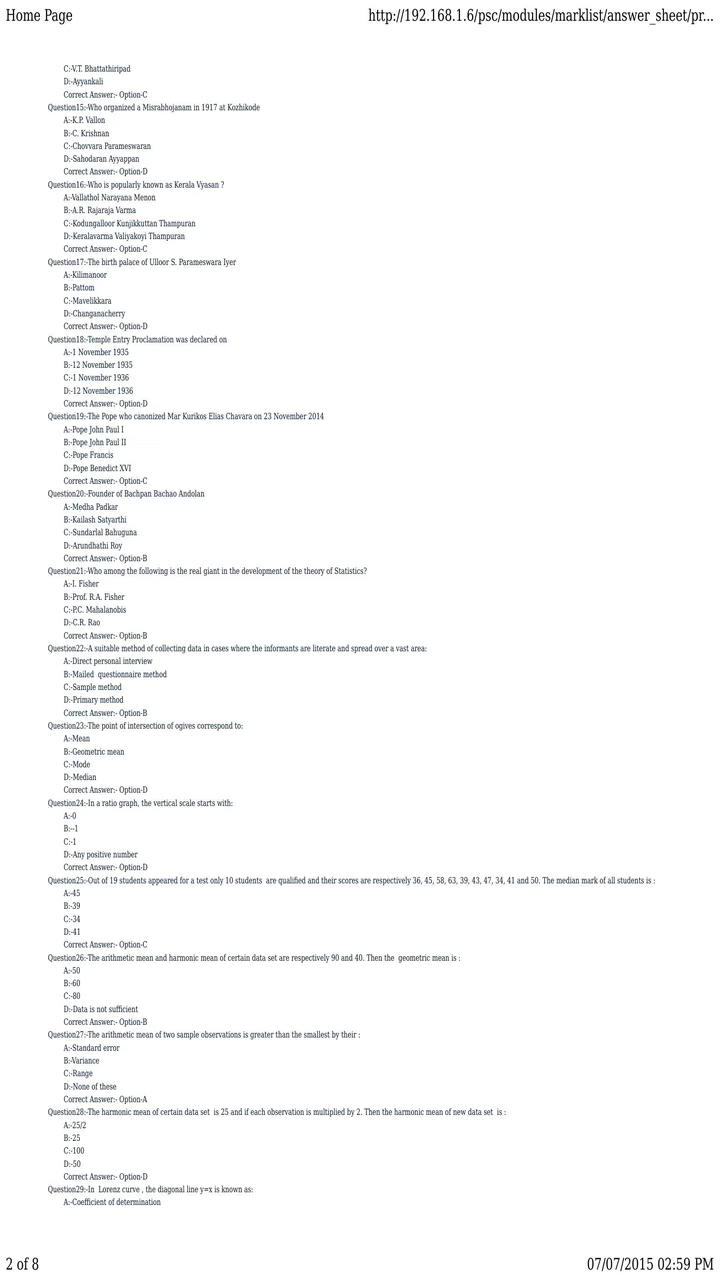 Home Page
http://192.168.1.6/psc/modules/marklist/answer_sheet/pr...
C:-V.T. Bhattathiripad
D:-Ayyankali
Correct Answer:- Option-C
Question15:-Who organized a Misrabhojanam in 1917 at Kozhikode
A:-K.P. Vallon
B:-C. Krishnan
C:-Chovvara Parameswaran
D:-Sahodaran Ayyappan
Correct Answer:- Option-D
Question16:-Who is popularly known as Kerala Vyasan ?
A:-Vallathol Narayana Menon
B:-A.R. Rajaraja Varma
C:-Kodungalloor Kunjikkuttan Thampuran
D:-Keralavarma Valiyakoyi Thampuran
Correct Answer:- Option-C
Question17:-The birth palace of Ulloor S. Parameswara Iyer
A:-Kilimanoor
B:-Pattom
C:-Mavelikkara
D:-Changanacherry
Correct Answer:- Option-D
Question18:-Temple Entry Proclamation was declared on
A:-1 November 1935
B:-12 November 1935
C:-1 November 1936
D:-12 November 1936
Correct Answer:- Option-D
Question19:-The Pope who canonized Mar Kurikos Elias Chavara on 23 November 2014
A:-Pope John Paul I
B:-Pope John Paul II
C:-Pope Francis
D:-Pope Benedict XVI
Correct Answer:- Option-C
Question20:-Founder of Bachpan Bachao Andolan
A:-Medha Padkar
B:-Kailash Satyarthi
C:-Sundarlal Bahuguna
D:-Arundhathi Roy
Correct Answer:- Option-B
Question21:-Who among the following is the real giant in the development of the theory of Statistics?
A:-I. Fisher
B:-Prof. R.A. Fisher
C:-P.C. Mahalanobis
D:-C.R. Rao
Correct Answer:- Option-B
Question22:-A suitable method of collecting data in cases where the informants are literate and spread over a vast area:
A:-Direct personal interview
B:-Mailed  questionnaire method
C:-Sample method
D:-Primary method
Correct Answer:- Option-B
Question23:-The point of intersection of ogives correspond to:
A:-Mean
B:-Geometric mean
C:-Mode
D:-Median
Correct Answer:- Option-D
Question24:-In a ratio graph, the vertical scale starts with:
A:-0
B:--1
C:-1
D:-Any positive number
Correct Answer:- Option-D
Question25:-Out of 19 students appeared for a test only 10 students  are qualified and their scores are respectively 36, 45, 58, 63, 39, 43, 47, 34, 41 and 50. The median mark of all students is :
A:-45
B:-39
C:-34
D:-41
Correct Answer:- Option-C
Question26:-The arithmetic mean and harmonic mean of certain data set are respectively 90 and 40. Then the  geometric mean is :
A:-50
B:-60
C:-80
D:-Data is not sufficient
Correct Answer:- Option-B
Question27:-The arithmetic mean of two sample observations is greater than the smallest by their :
A:-Standard error
B:-Variance
C:-Range
D:-None of these
Correct Answer:- Option-A
Question28:-The harmonic mean of certain data set  is 25 and if each observation is multiplied by 2. Then the harmonic mean of new data set  is :
A:-25/2
B:-25
C:-100
D:-50
Correct Answer:- Option-D
Question29:-In  Lorenz curve , the diagonal line y=x is known as:
A:-Coefficient of determination
2 of 8
07/07/2015 02:59 PM